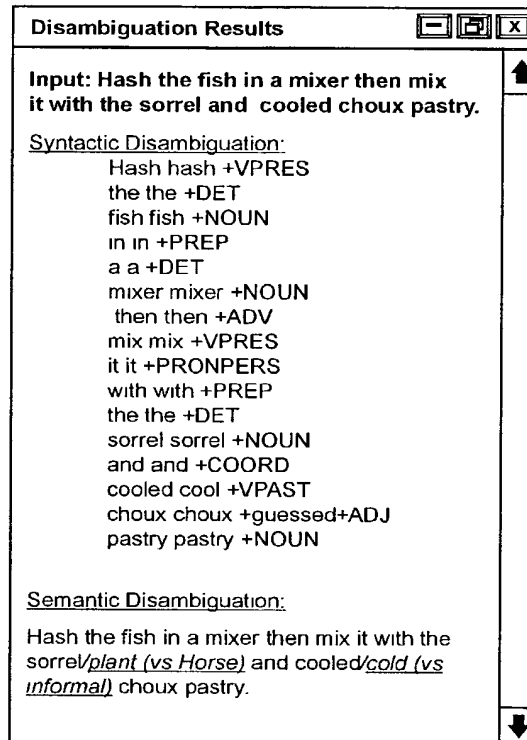 Disambiguation Results
Input: Hash the fish in a mixer then mix
it with the sorrel and cooled choux pastry.
Syntactic Disambiguation:
Hash hash +VPRES
the the +DET
fish fish +NOUN
in in +PREP
a a +DET
mixer mixer +NOUN
then then +ADV
mix mix +VPRES
it it +PRONPERS
with with +PREP
the the +DET
sorrel sorrel +NOUN
and and +COORD
cooled cool +VPAST
choux choux +guessed+ADJ
pastry pastry +NOUN
Semantic Disambiguation:
Hash the fish in a mixer then mix it with the
sorrel/plant (vs Horse) and cooled/cold (vs
informal) choux pastry.